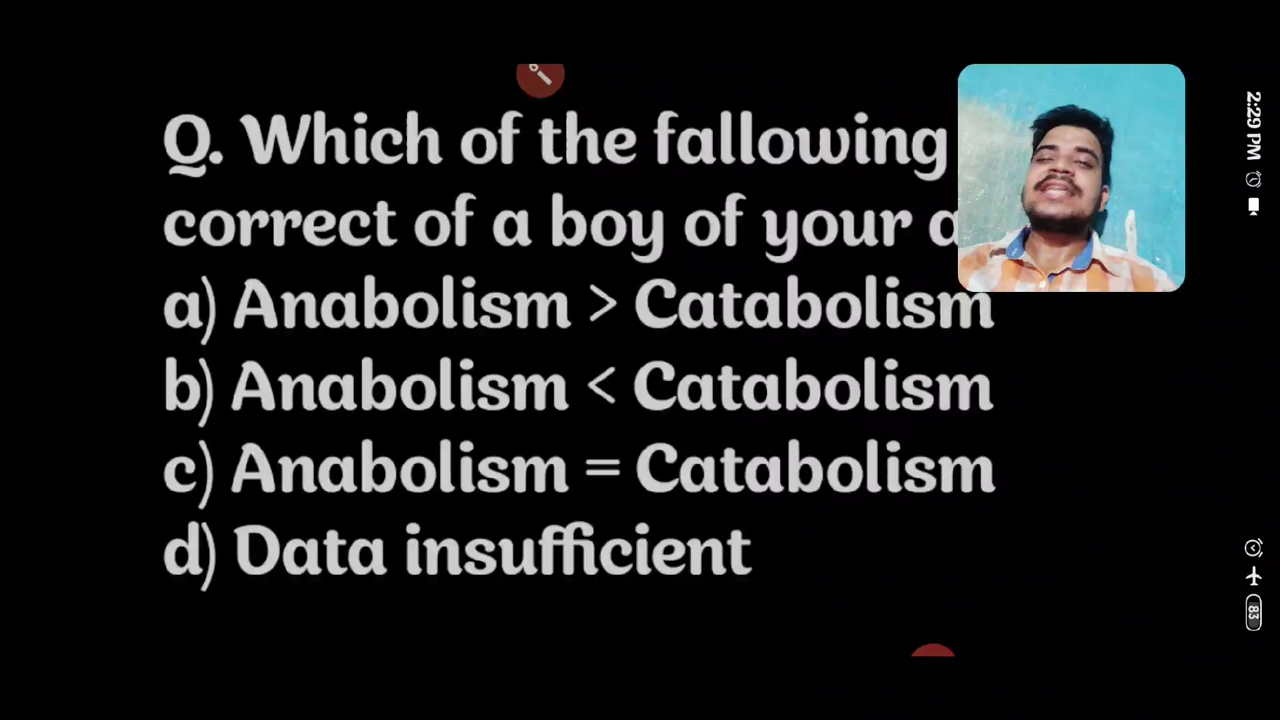 Q. Which of the fallowing
correct of a boy of your
a) Anabolism > Catabolism
b) Anabolism < Catabolism
c) Anabolism = Catabolism
d) Data insufficient
2:29 PM
83